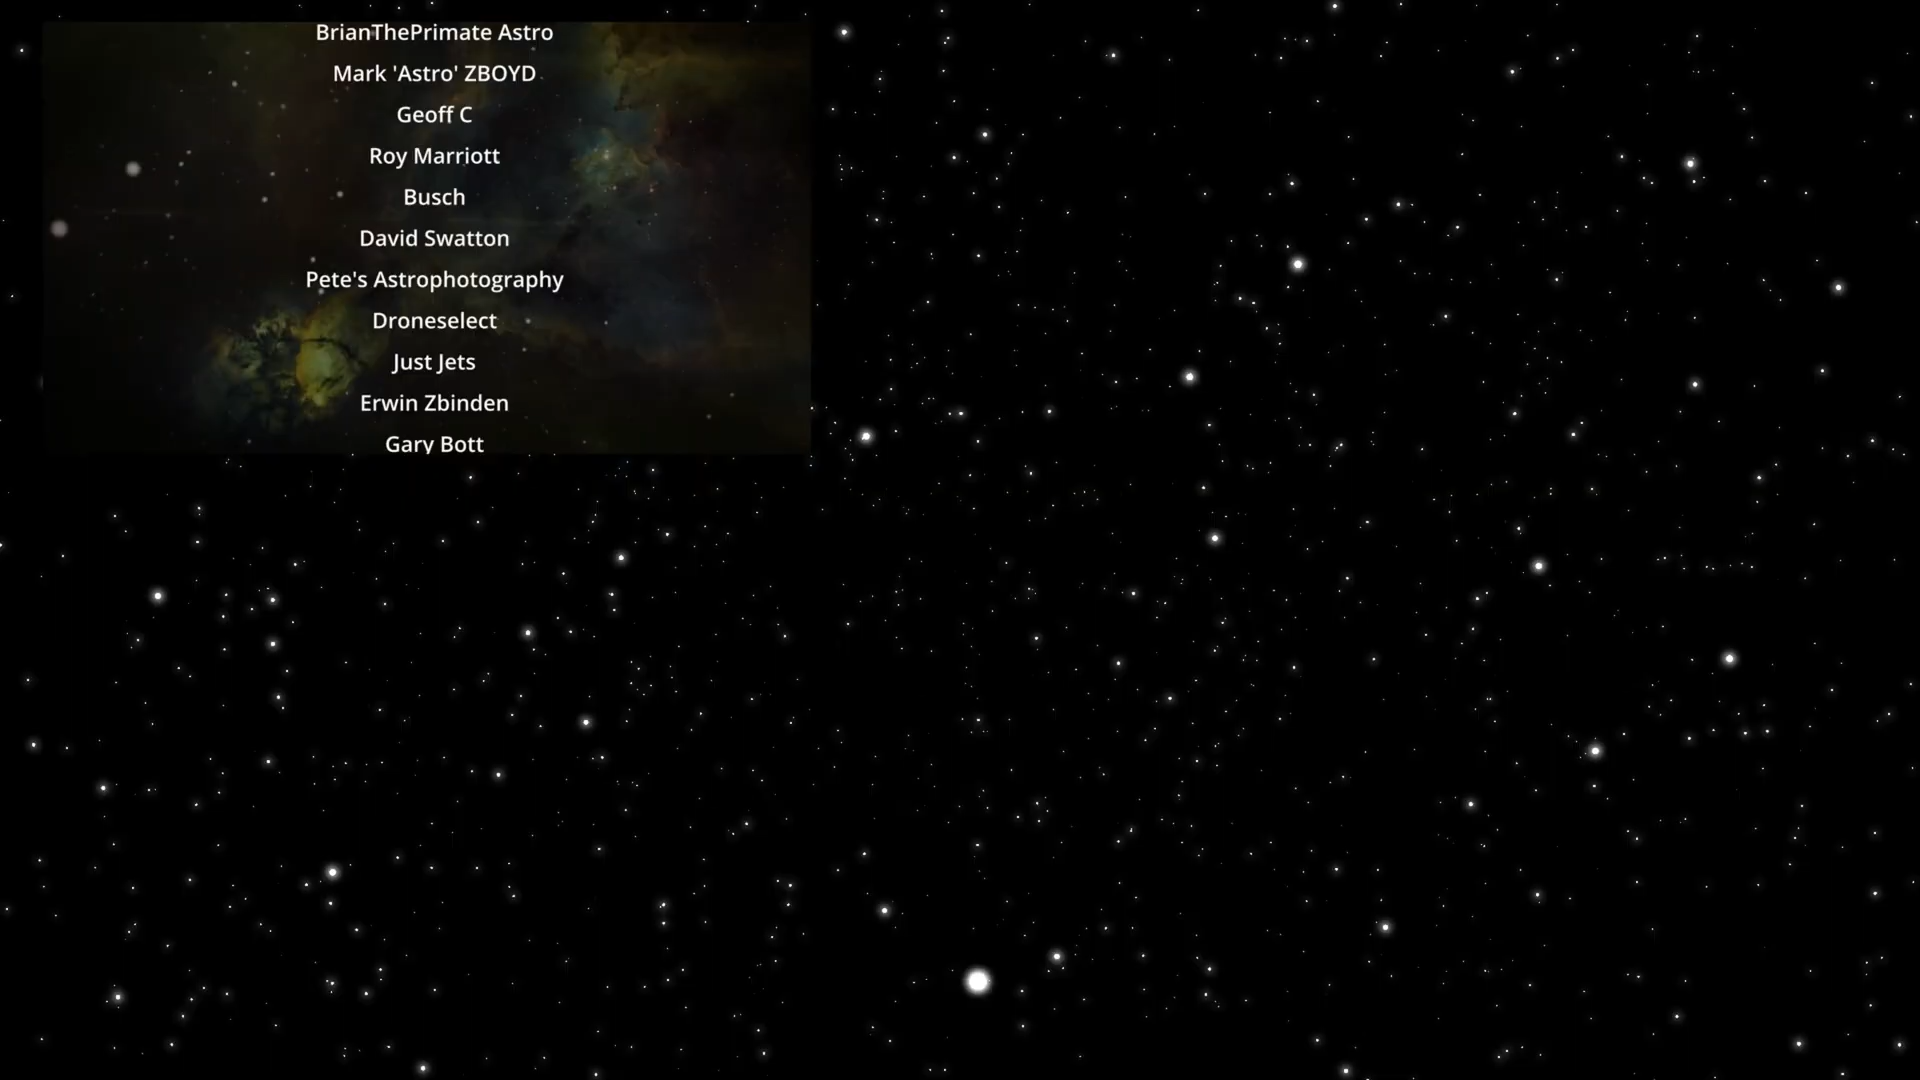 BrianThePrimate Astro
Mark 'Astro' ZBOYD
Geoff C
Roy Marriott
Busch
David Swatton
Pete's Astrophotography
Droneselect
Just Jets
Erwin Zbinden
Gary Bott